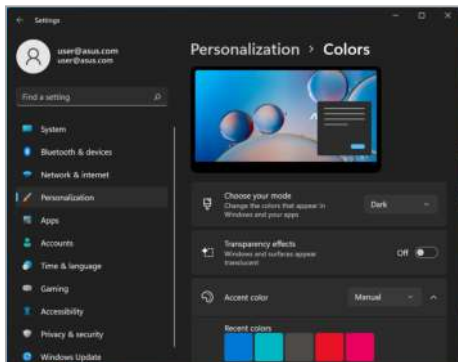 Settings
user@asus.com
user@asus.com
Find a setting
System
Bluetooth & devices
Network & internet
Personalization
Apps
Accounts
Time & language
Gaming
Accessibility
Privacy & security
Windows Update
Personalization > Colors
Choose your mode
Change the colors that appear in
Windows and your apps
Dark
Transparency effects
Windows and surfaces appear
translucent
Off
Accent color
Manual
Recent colors